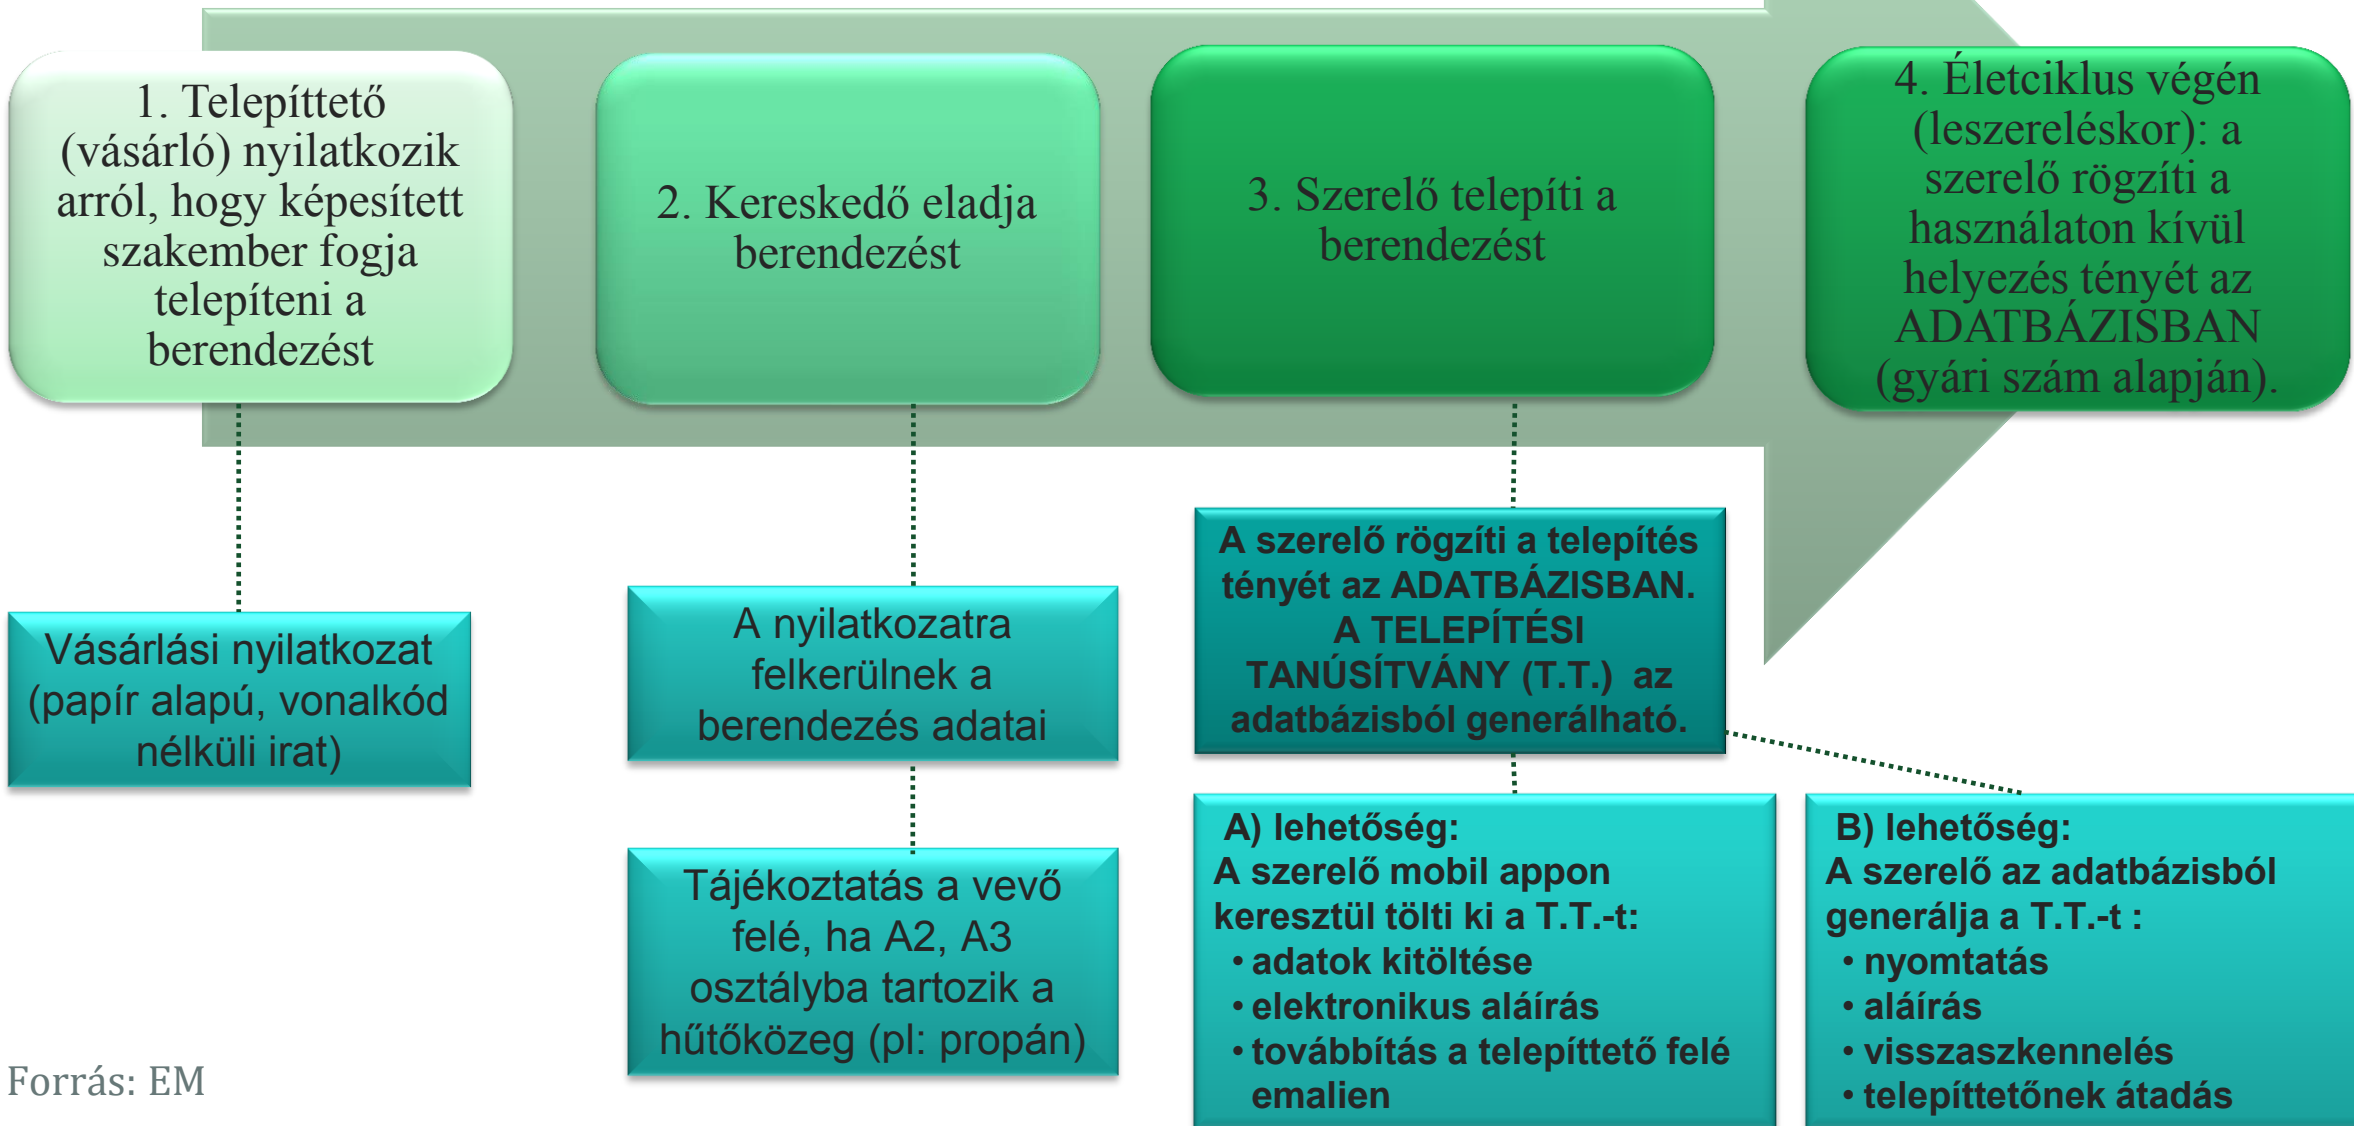 1. Telepíttető
(vásárló) nyilatkozik
arról, hogy képesített
szakember fogja
telepíteni a
berendezést
2. Kereskedő eladja
berendezést
3. Szerelő telepíti a
berendezést
4. Életciklus végén
(leszereléskor): a
szerelő rögzíti a
használaton kívül
helyezés tényét az
ADATBÁZISBAN
(gyári szám alapján).
Vásárlási nyilatkozat
(papír alapú, vonalkód
nélküli irat)
A nyilatkozatra
felkerülnek a
berendezés adatai
Tájékoztatás a vevő
felé, ha A2, A3
osztályba tartozik a
hűtőközeg (pl: propán)
A szerelő rögzíti a telepítés
tényét az ADATBÁZISBAN.
A TELEPÍTÉSI
TANÚSÍTVÁNY (T.T.) az
adatbázisból generálható.
A) lehetőség:
A szerelő mobil appon
keresztül tölti ki a T.T.-t:
• adatok kitöltése
• elektronikus aláírás
• továbbítás a telepíttető felé
emalien
B) lehetőség:
A szerelő az adatbázisból
generálja a T.T.-t :
• nyomtatás
• aláírás
• visszaszkennelés
• telepíttetőnek átadás
Forrás: EM